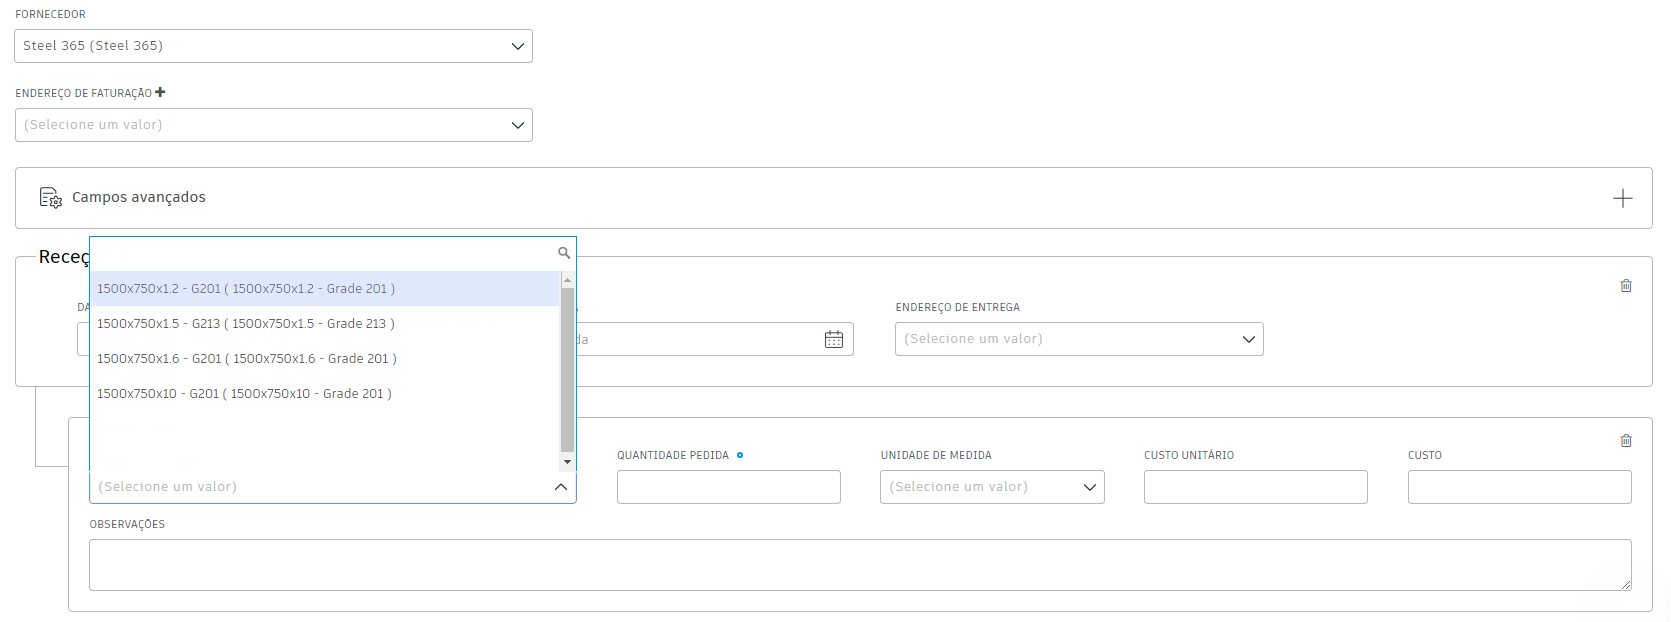 FORNECEDOR
Steel 365 (Steel 365)
ENDEREÇO DE FATURAÇÃO
(Selecione um valor)
Campos avançados
Receç
1500x750x1.2 - G201 ( 1500x750x1.2 - Grade 201 )
DA
ENDEREÇO DE ENTREGA
1500x750x1.5 - G213 ( 1500x750x1.5 - Grade 213 )
da
(Selecione um valor)
1500x750x1.6 - G201 ( 1500x750x1.6 - Grade 201 )
1500x750x10 - G201 ( 1500x750x10 - Grade 201 )
QUANTIDADE PEDIDA
UNIDADE DE MEDIDA
CUSTO UNITÁRIO
CUSTO
(Selecione um valor)
(Selecione um valor)
OBSERVAÇÕES